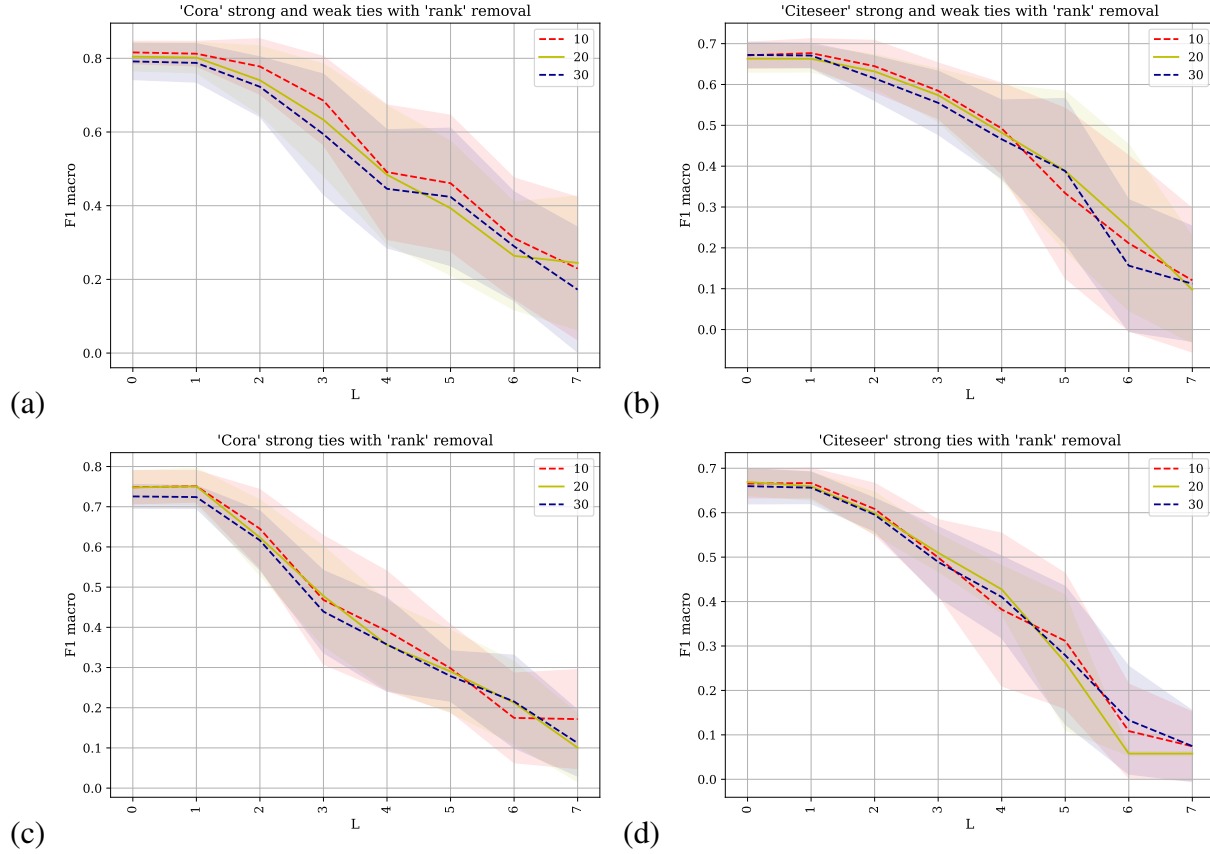 'Cora' strong and weak ties with 'rank' removal
10
20
30
0.8
0.6
0.4
0.2
0.0
F1 macro
0 1 2 3 4 5 6 7
L
(a)
'Citeseer' strong and weak ties with 'rank' removal
10
20
30
0.7
0.6
0.5
0.4
0.3
0.2
0.1
0.0
F1 macro
0 1 2 3 4 5 6 7
L
(b)
'Cora' strong ties with 'rank' removal
10
20
30
0.8
0.7
0.6
0.5
0.4
0.3
0.2
0.1
0.0
F1 macro
0 1 2 3 4 5 6 7
L
(c)
'Citeseer' strong ties with 'rank' removal
10
20
30
0.7
0.6
0.5
0.4
0.3
0.2
0.1
0.0
F1 macro
0 1 2 3 4 5 6 7
L
(d)